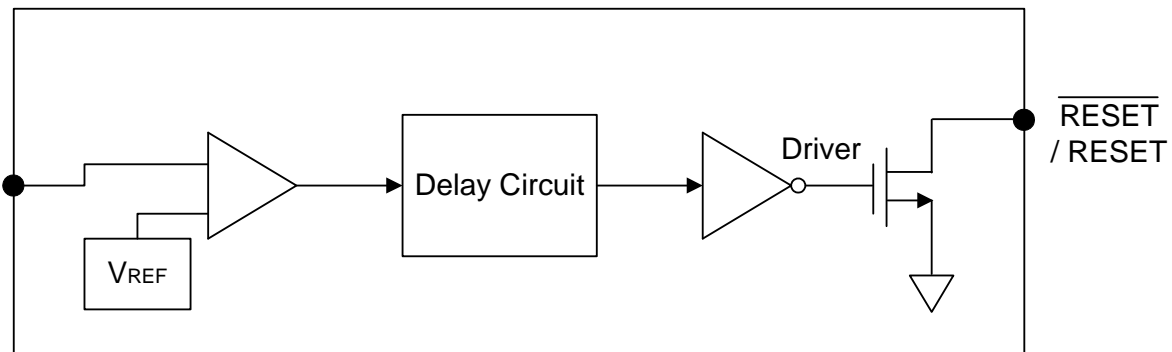 VREF
Delay Circuit
Driver
RESET
/ RESET